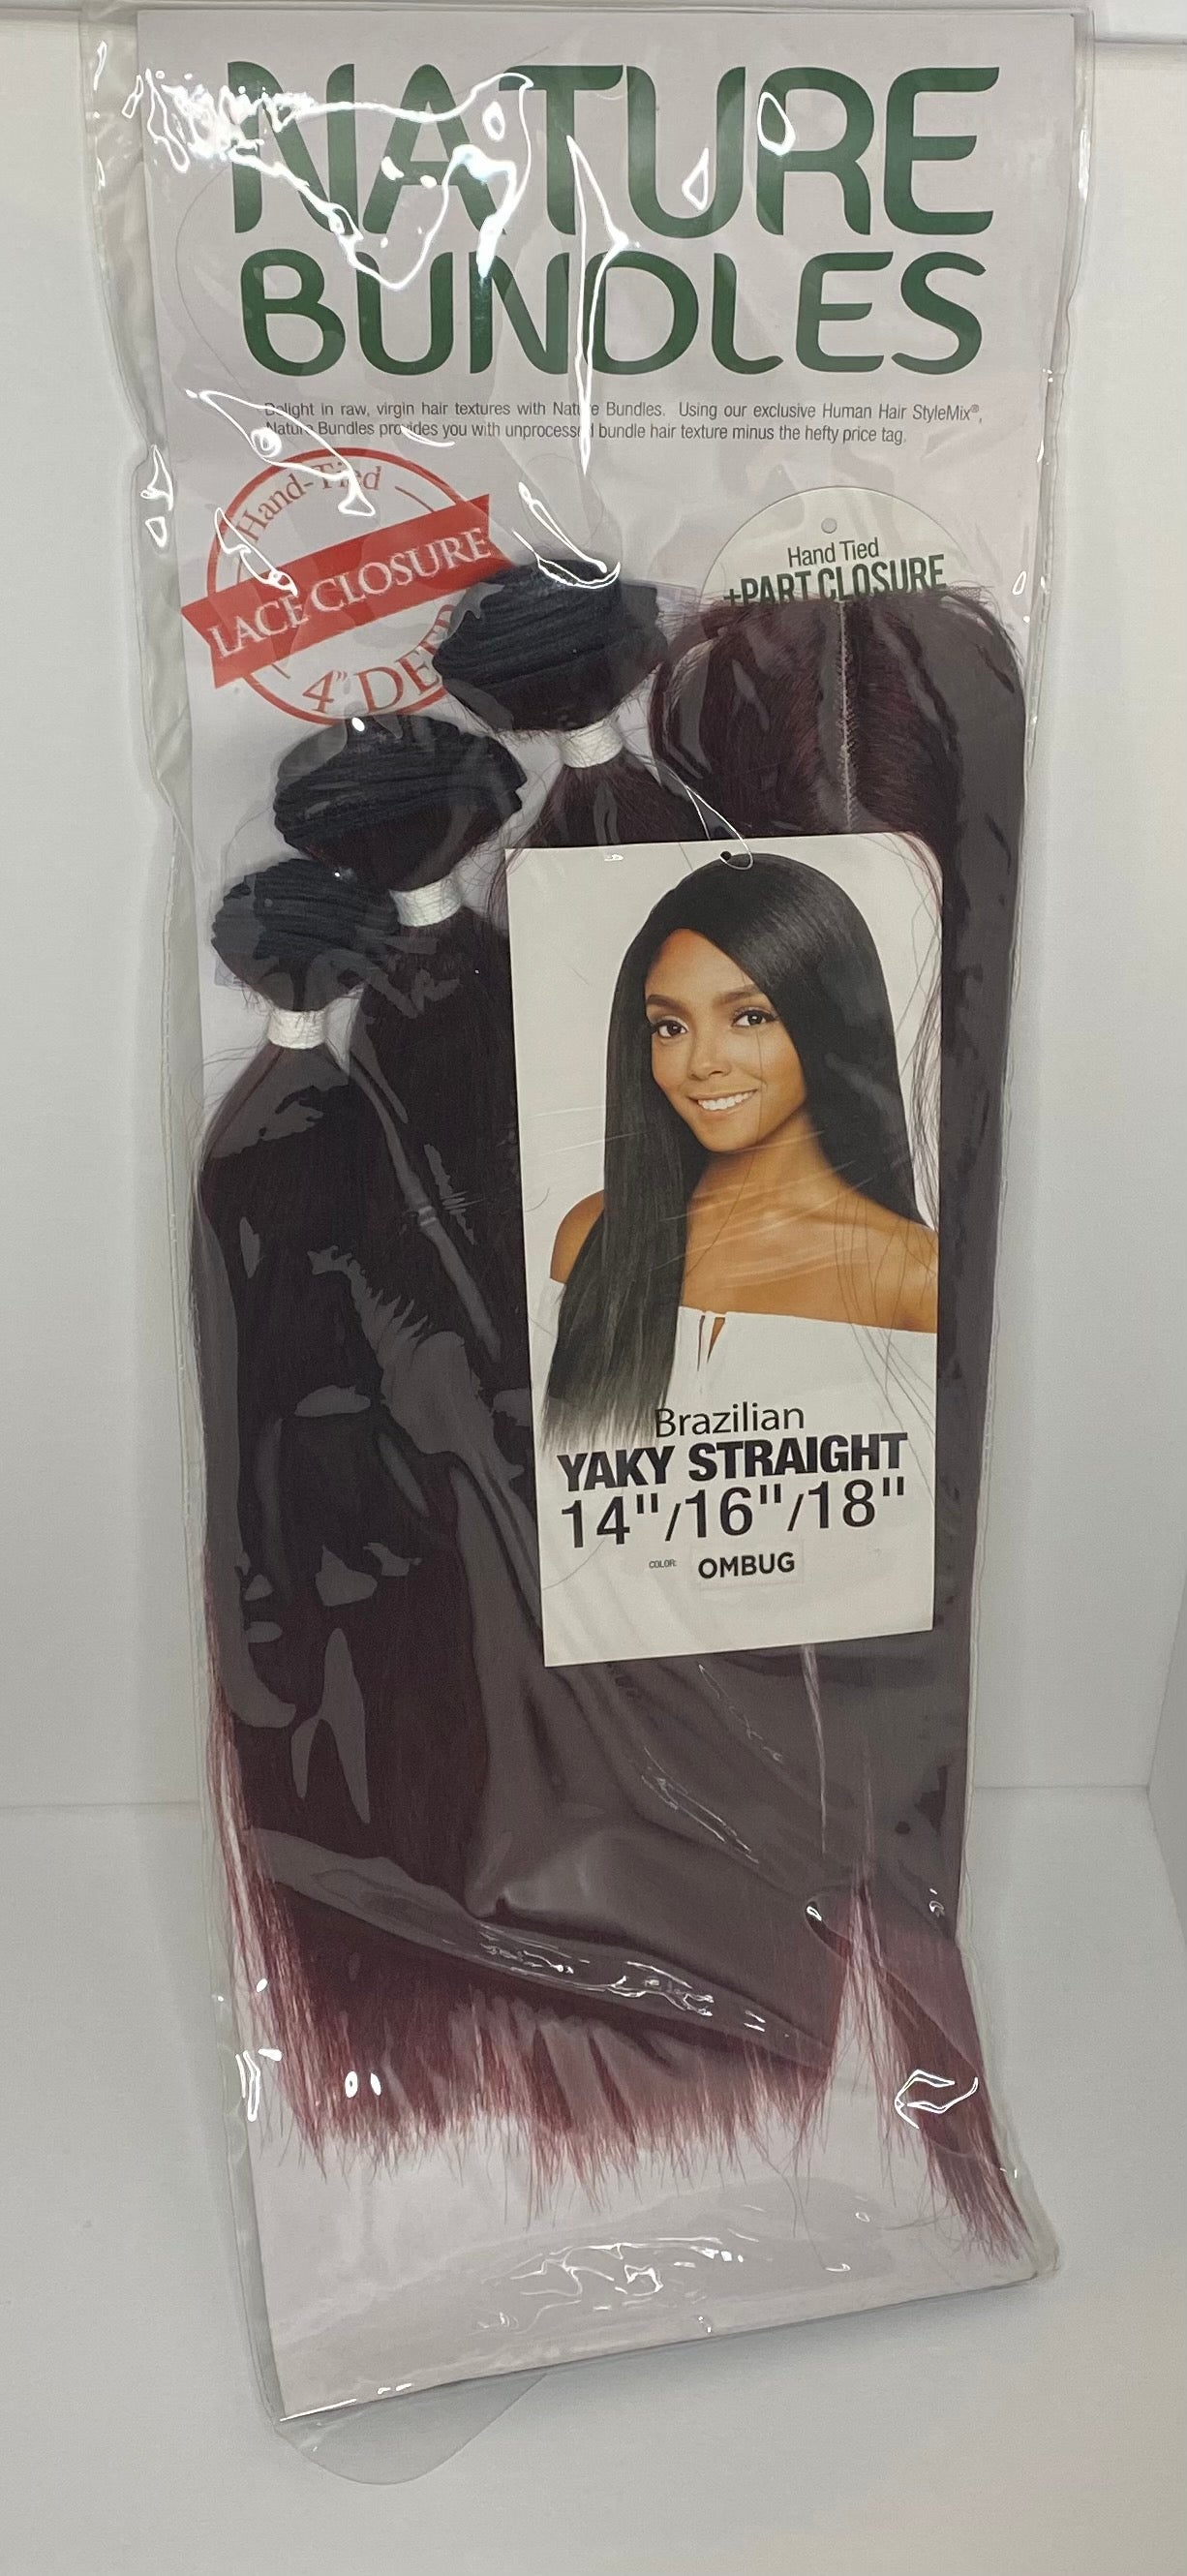 NATURE
BUNDLES
Delight in raw, virgin hair textures with Nature Bundles. Using our exclusive Human Hair StyleMix®,
Nature Bundles provides you with unprocessed bundle hair texture minus the hefty price tag.
Hand-Tied
LACE CLOSURE
4" DEE
Hand Tied
+PART CLOSURE
Brazilian
YAKY STRAIGHT
14"/16"/18"
COLOR: OMBUG